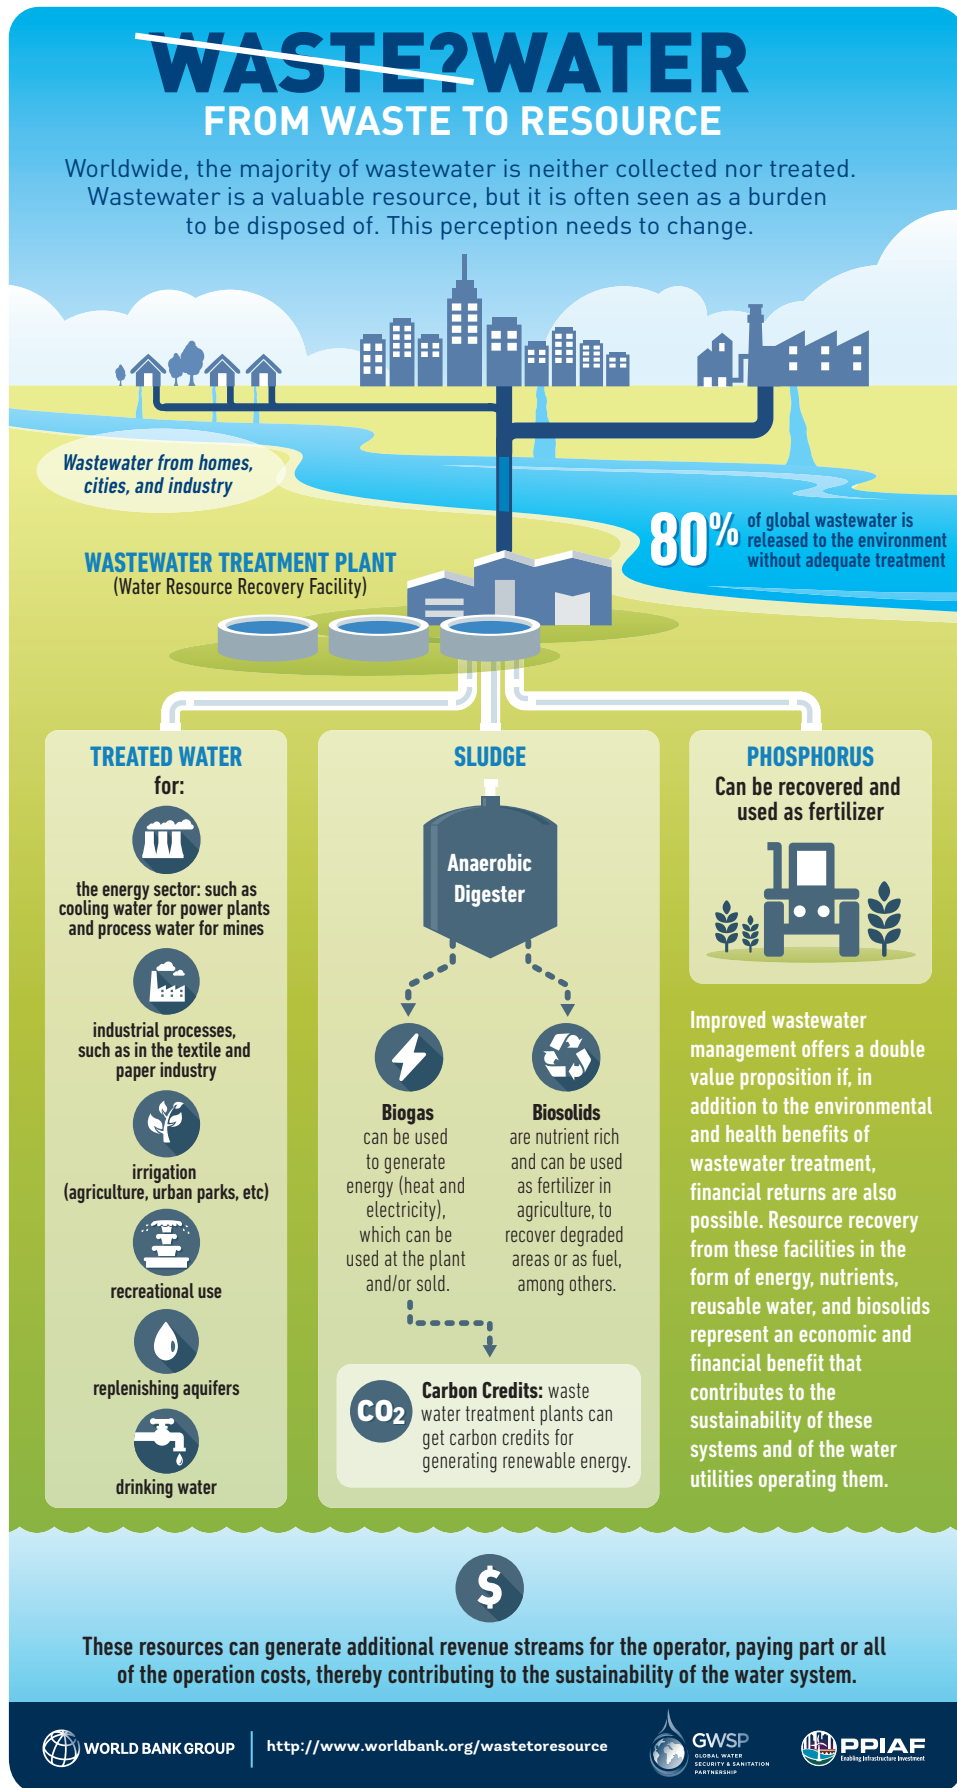 WASTE?WATER
FROM WASTE TO RESOURCE
Worldwide, the majority of wastewater is neither collected nor treated.
Wastewater is a valuable resource, but it is often seen as a burden
to be disposed of. This perception needs to change.
Wastewater from homes,
cities, and industry
80%
of global wastewater is
released to the environment
without adequate treatment
WASTEWATER TREATMENT PLANT
(Water Resource Recovery Facility)
TREATED WATER
for:
the energy sector: such as
cooling water for power plants
and process water for mines
industrial processes,
such as in the textile and
paper industry
irrigation
(agriculture, urban parks, etc)
recreational use
replenishing aquifers
drinking water
SLUDGE
Anaerobic
Digester
Biogas
can be used
to generate
energy (heat and
electricity),
which can be
used at the plant
and/or sold.
Biosolids
are nutrient rich
and can be used
as fertilizer in
agriculture, to
recover degraded
areas or as fuel,
among others.
CO2
Carbon Credits: waste
water treatment plants can
get carbon credits for
generating renewable energy.
PHOSPHORUS
Can be recovered and
used as fertilizer
Improved wastewater
management offers a double
value proposition if, in
addition to the environmental
and health benefits of
wastewater treatment,
financial returns are also
possible. Resource recovery
from these facilities in the
form of energy, nutrients,
reusable water, and biosolids
represent an economic and
financial benefit that
contributes to the
sustainability of these
systems and of the water
utilities operating them.
$
These resources can generate additional revenue streams for the operator, paying part or all
of the operation costs, thereby contributing to the sustainability of the water system.
WORLD BANK GROUP
http://www.worldbank.org/wastetoresource
GWSP
GLOBAL WATER
SECURITY & SANITATION
PARTNERSHIP
PPIAF
Enabling Infrastructure Investment